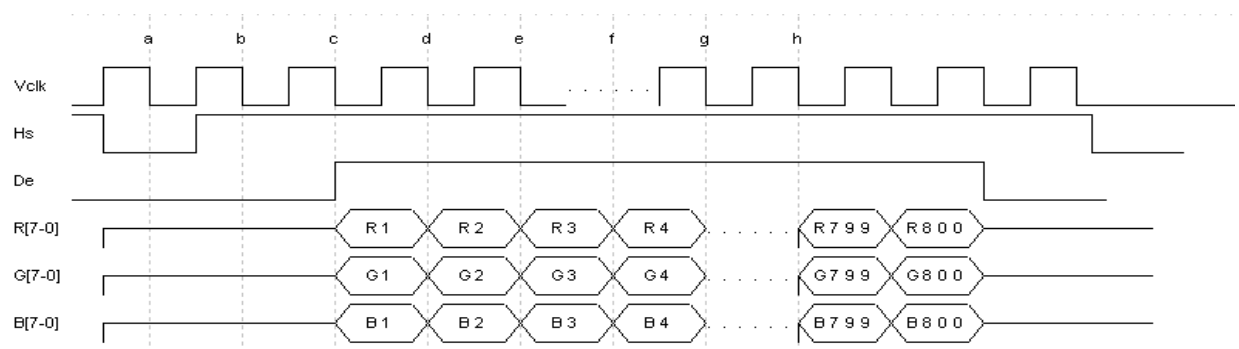 a b c d e f g h
Vclk
Hs
De
R[7-0] R1 R2 R3 R4 R799 R800
G[7-0] G1 G2 G3 G4 G799 G800
B[7-0] B1 B2 B3 B4 B799 B800